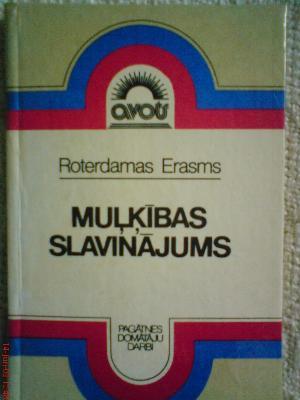 avots
Roterdamas Erasms
MUĻĶĪBAS
SLAVINĀJUMS
PAGĀTNES
DOMĀTĀJU
DARBI